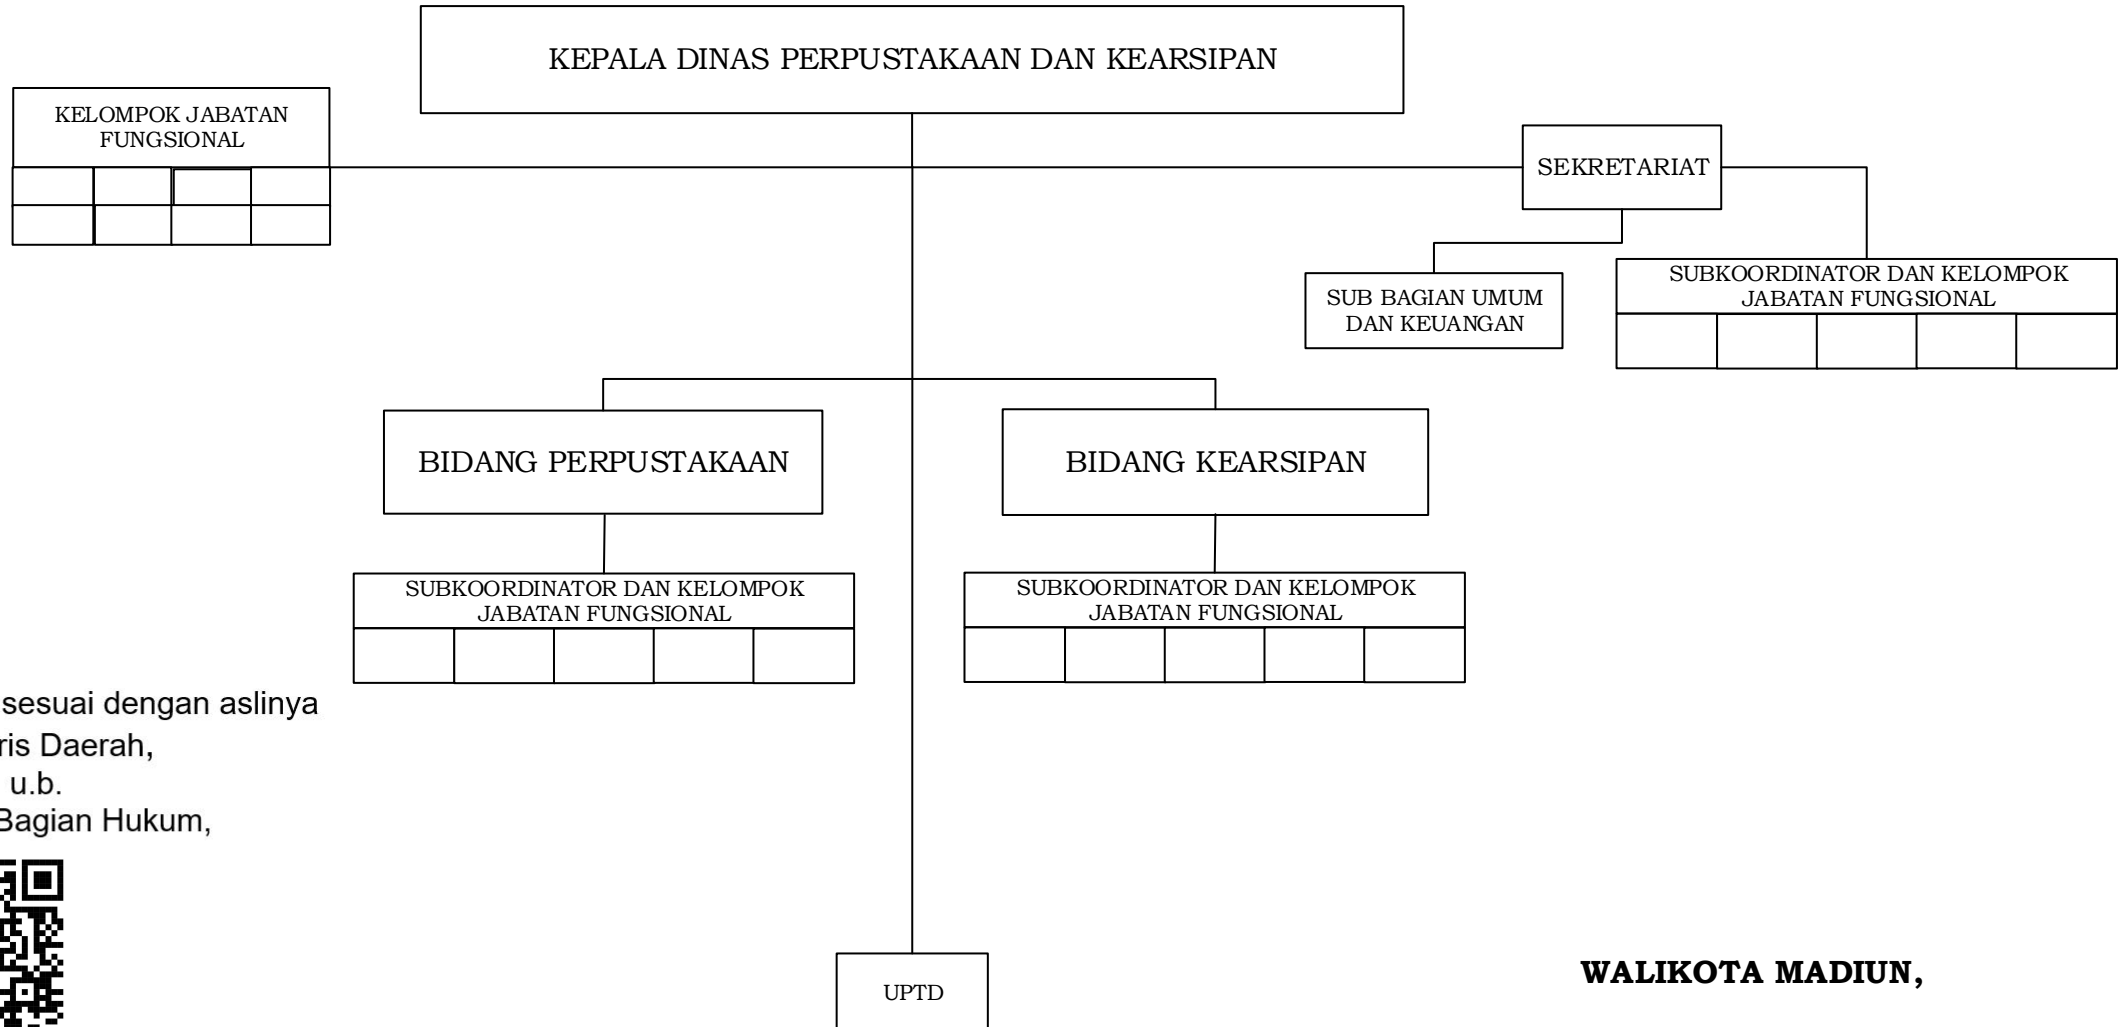 KEPALA DINAS PERPUSTAKAAN DAN KEARSIPAN
KELOMPOK JABATAN
FUNGSIONAL
SEKRETARIAT
SUB BAGIAN UMUM
DAN KEUANGAN
SUBKOORDINATOR DAN KELOMPOK
JABATAN FUNGSIONAL
BIDANG PERPUSTAKAAN
BIDANG KEARSIPAN
SUBKOORDINATOR DAN KELOMPOK
JABATAN FUNGSIONAL
SUBKOORDINATOR DAN KELOMPOK
JABATAN FUNGSIONAL
sesuai dengan aslinya
ris Daerah,
u.b.
Bagian Hukum,
UPTD
WALIKOTA MADIUN,